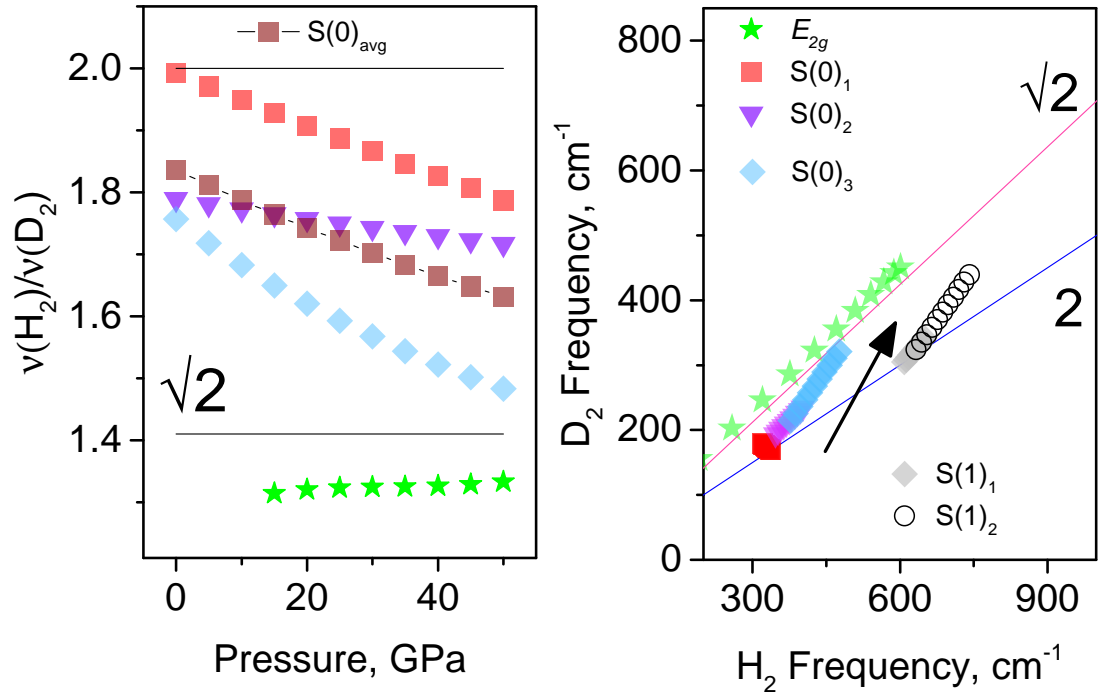 S(0)avg
2.0
1.8
1.6
1.4
√2
ν(H2)/ν(D2)
0
20
40
Pressure, GPa
E2g
S(0)1
S(0)2
S(0)3
√2
2
S(1)1
S(1)2
800
600
400
200
0
D2 Frequency, cm-1
300
600
900
H2 Frequency, cm-1